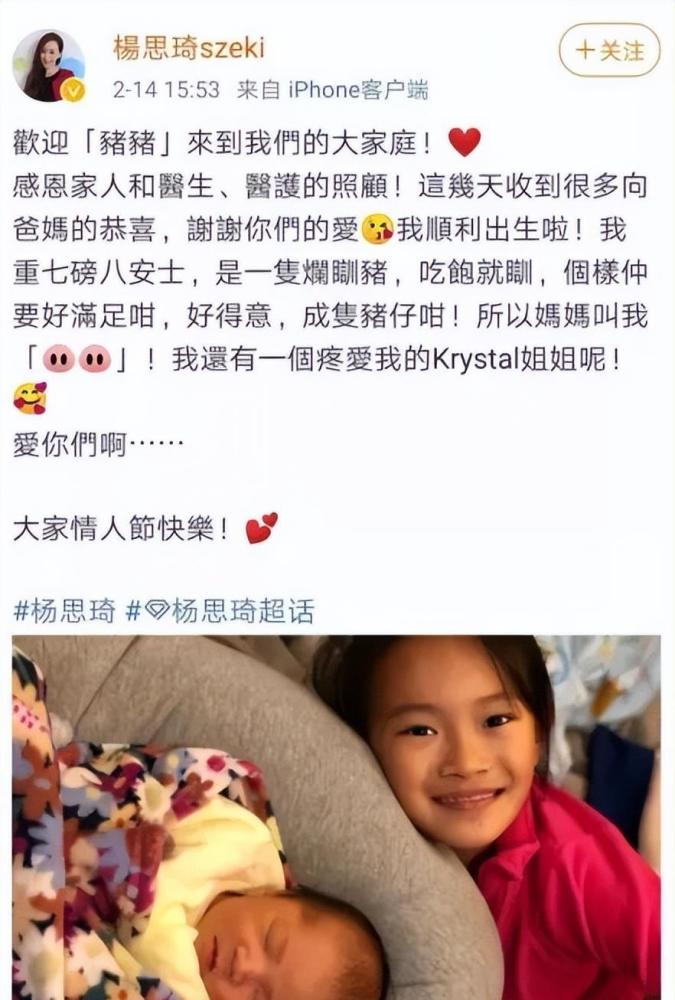 楊思琦szeki
＋关注
2-14 15:53 来自 iPhone客户端
歡迎「豬豬」來到我們的大家庭！❤️
感恩家人和醫生、醫護的照顧！這幾天收到很多向
爸媽的恭喜，謝謝你們的愛😘我順利出生啦！我
重七磅八安士，是一隻爛瞓豬，吃飽就瞓，個樣仲
要好滿足咁，好得意，成隻豬仔咁！所以媽媽叫我
「🐽🐽」！我還有一個疼愛我的Krystal姐姐呢！
🥰
愛你們啊……
大家情人節快樂！💕
#杨思琦 #💎杨思琦超话